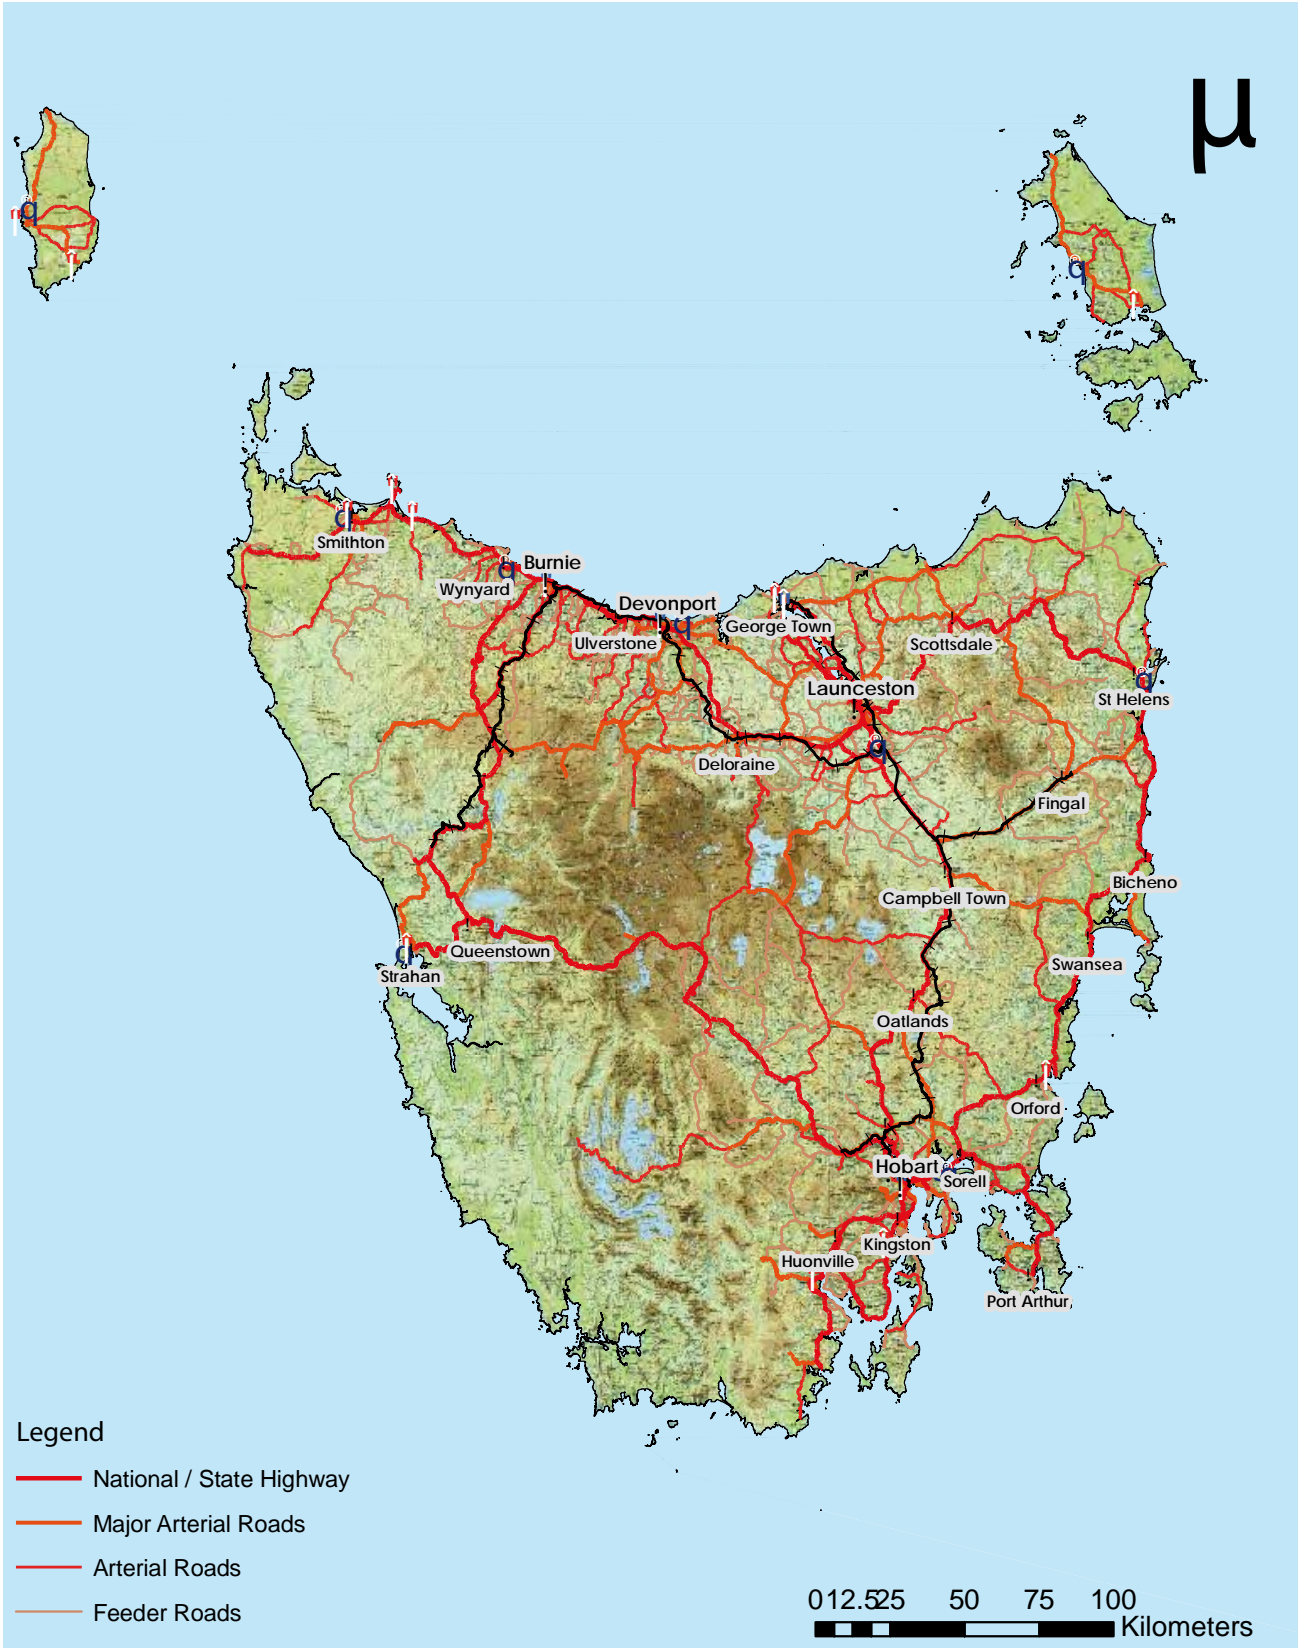 µ
q
q
q
Smithton
Burnie
q
Wynyard
Devonport
q
George Town
Ulverstone
Scottsdale
Launceston
q
St Helens
q
Deloraine
Fingal
Bicheno
Campbell Town
Queenstown
q
Strahan
Swansea
Oatlands
Orford
Hobart
Sorell
Kingston
Huonville
Port Arthur
Legend
National / State Highway
Major Arterial Roads
Arterial Roads
Feeder Roads
0 12.5 25 50 75 100
Kilometers